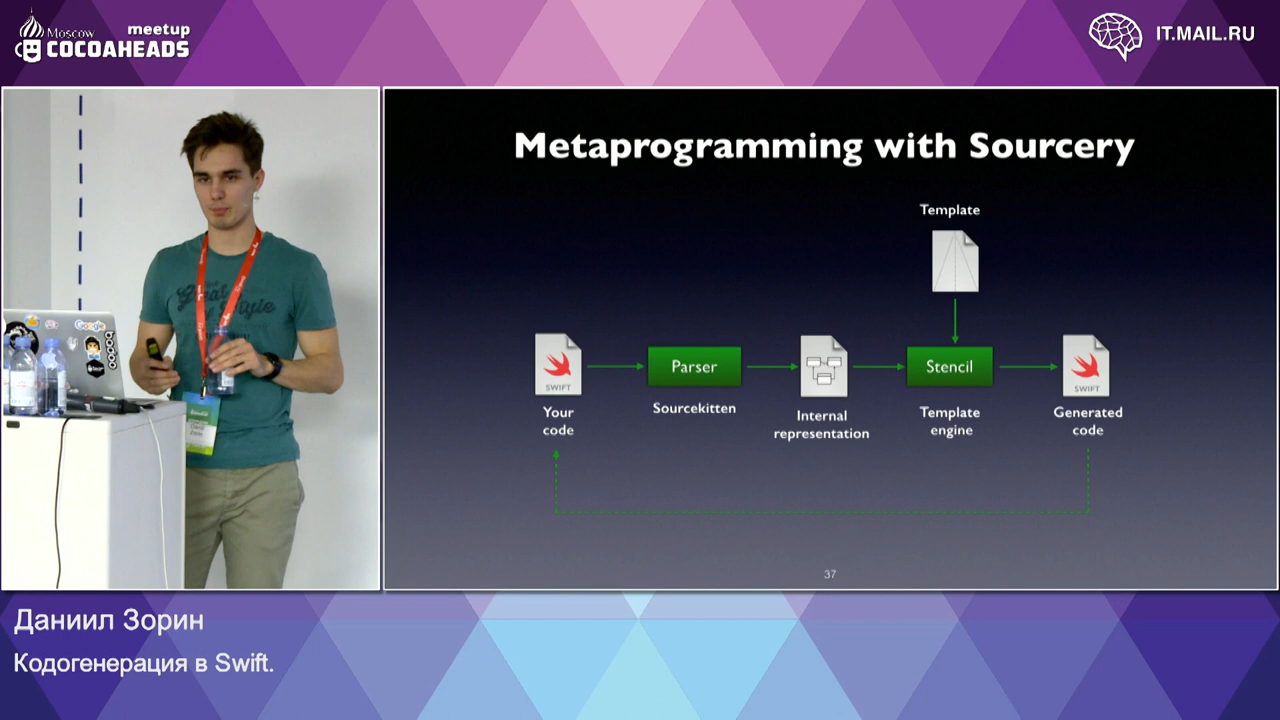 Moscow
meetup
COCOAHEADS
IT.MAIL.RU
Metaprogramming with Sourcery
Template
SWIFT
Parser
Stencil
SWIFT
Your
code
Sourcekitten
Internal
representation
Template
engine
Generated
code
37
Google
Даниил Зорин
Кодогенерация в Swift.